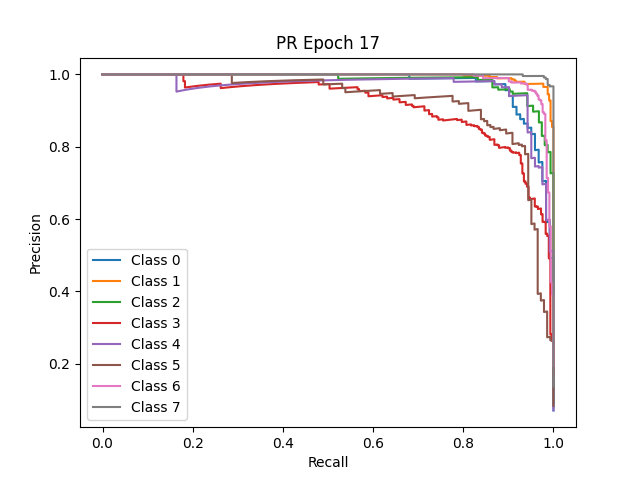 PR Epoch 17
Precision
1.0
0.8
0.6
0.4
0.2
Class 0
Class 1
Class 2
Class 3
Class 4
Class 5
Class 6
Class 7
0.0 0.2 0.4 0.6 0.8 1.0
Recall